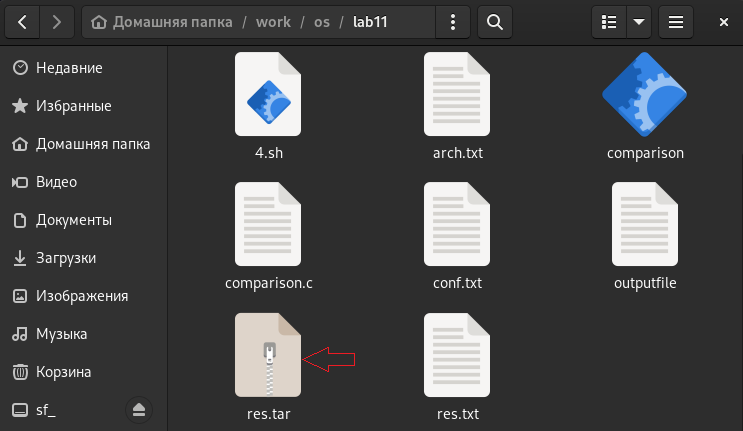 Домашняя папка / work / os / lab11
Недавние
Избранные
Домашняя папка
Видео
Документы
Загрузки
Изображения
Музыка
Корзина
sf_
4.sh
arch.txt
comparison
comparison.c
conf.txt
outputfile
res.tar
res.txt